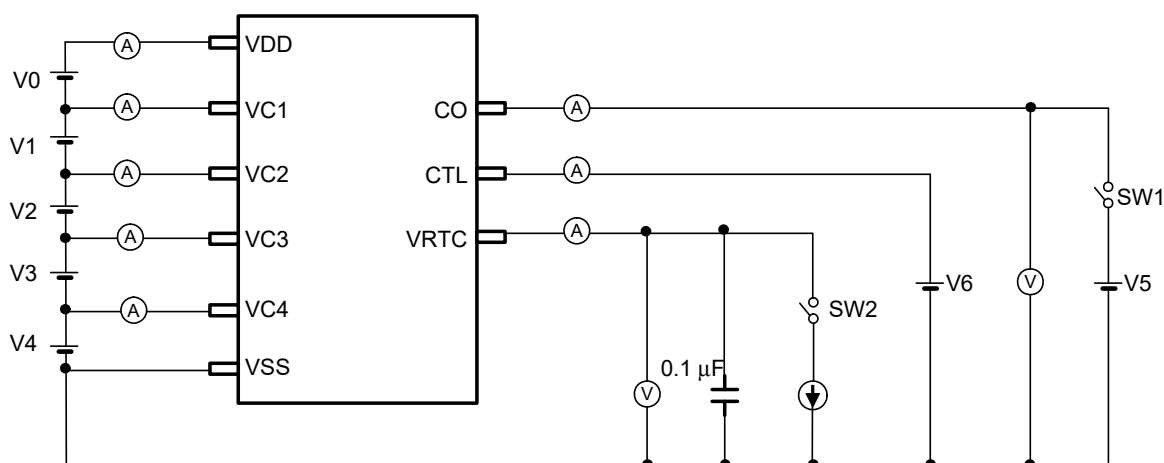 VDD
V0
VC1
CO
V1
VC2
CTL
V2
VC3
VRTC
V3
VC4
V4
VSS
SW1
V5
V6
SW2
0.1 μF
A
A
A
A
A
A
A
A
V
V